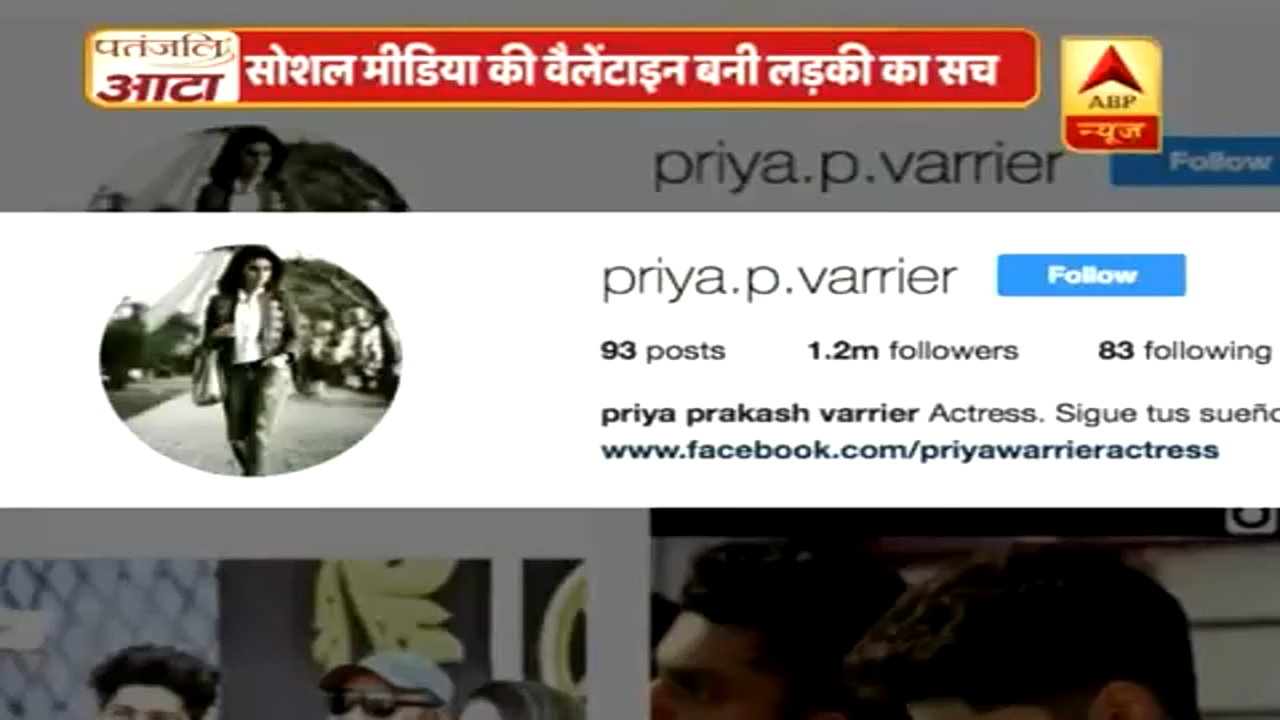 पतंजलि
आटा
सोशल मीडिया की वैलेंटाइन बनी लड़की का सच
ABP
न्यूज़
priya.p.varrier Follow
priya.p.varrier Follow
93 posts 1.2m followers 83 following
priya prakash varrier Actress. Sigue tus sueño
www.facebook.com/priyawarrieractress